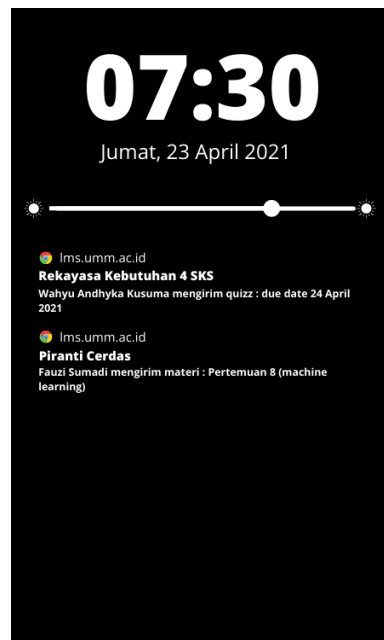 07:30
Jumat, 23 April 2021
lms.umm.ac.id
Rekayasa Kebutuhan 4 SKS
Wahyu Andhyka Kusuma mengirim quizz : due date 24 April
2021
lms.umm.ac.id
Piranti Cerdas
Fauzi Sumadi mengirim materi : Pertemuan 8 (machine
learning)